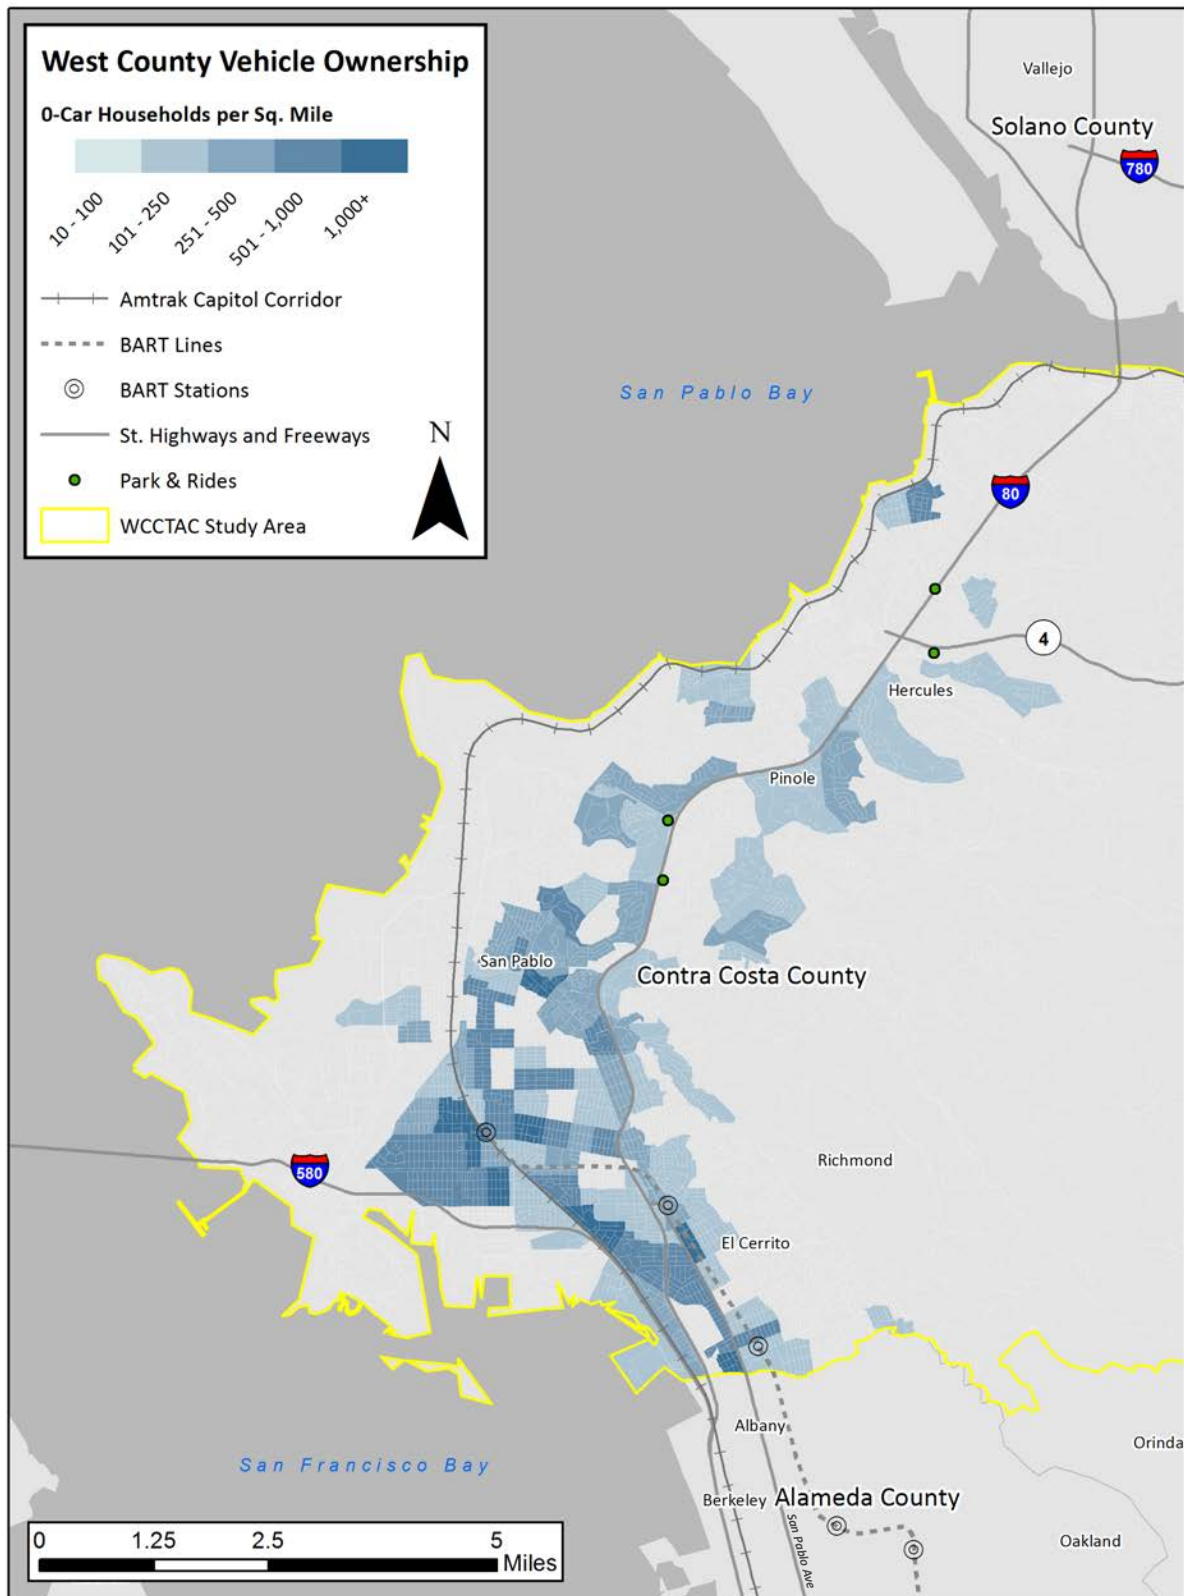 West County Vehicle Ownership
0-Car Households per Sq. Mile
10 - 100
101 - 250
251 - 500
501 - 1,000
1,000+
Amtrak Capitol Corridor
BART Lines
BART Stations
St. Highways and Freeways
Park & Rides
WCCTAC Study Area
N
Vallejo
Solano County
780
San Pablo Bay
80
4
Hercules
Pinole
San Pablo
Contra Costa County
Richmond
580
El Cerrito
Albany
Orinda
San Francisco Bay
Berkeley
Alameda County
San Pablo Ave
Oakland
0 1.25 2.5 5
Miles